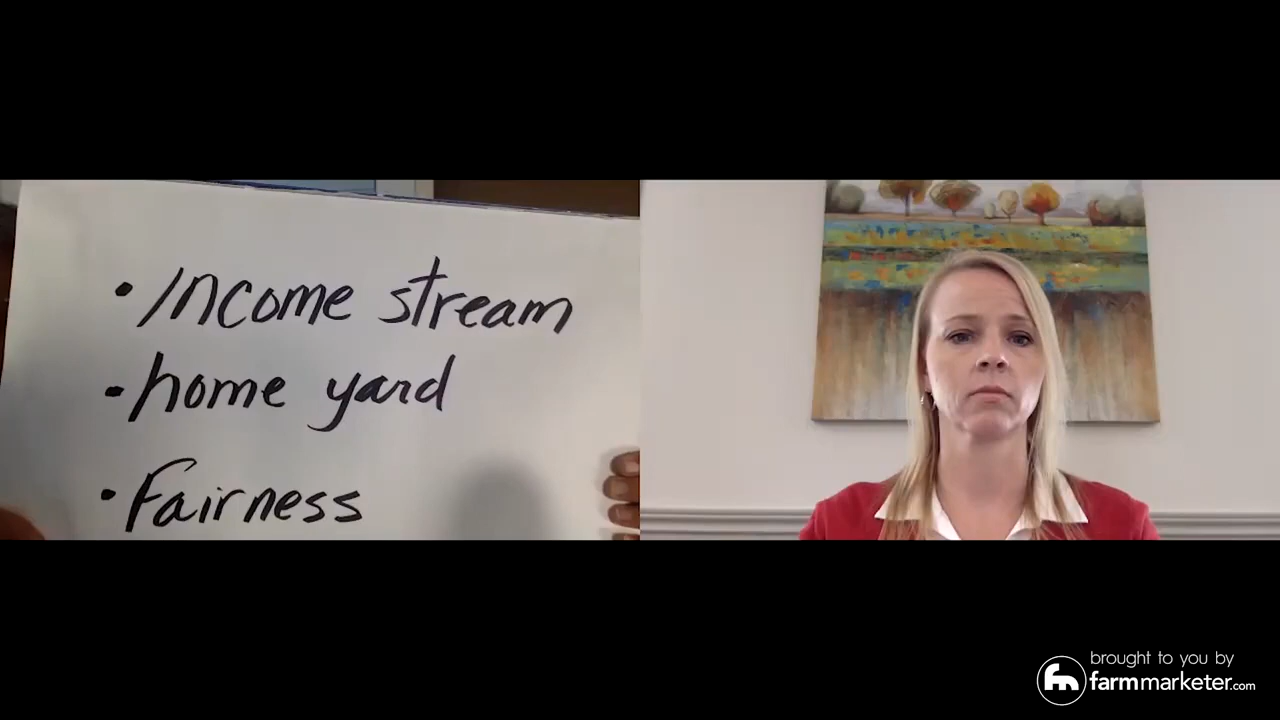 • Income stream
• home yard
• Fairness
brought to you by
farmmarketer.com